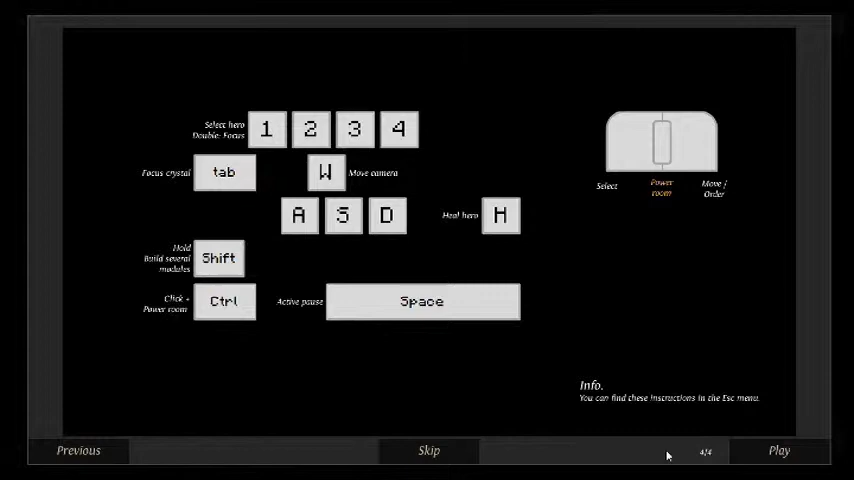 Select hero
Double: Focus
1 2 3 4
Focus crystal
tab
W
Move camera
A S D
Heal hero
H
Hold
Build several
modules
Shift
Click +
Power room
Ctrl
Active pause
Space
Select
Power
room
Move /
Order
Info.
You can find these instructions in the Esc menu.
Previous
Skip
4/4
Play